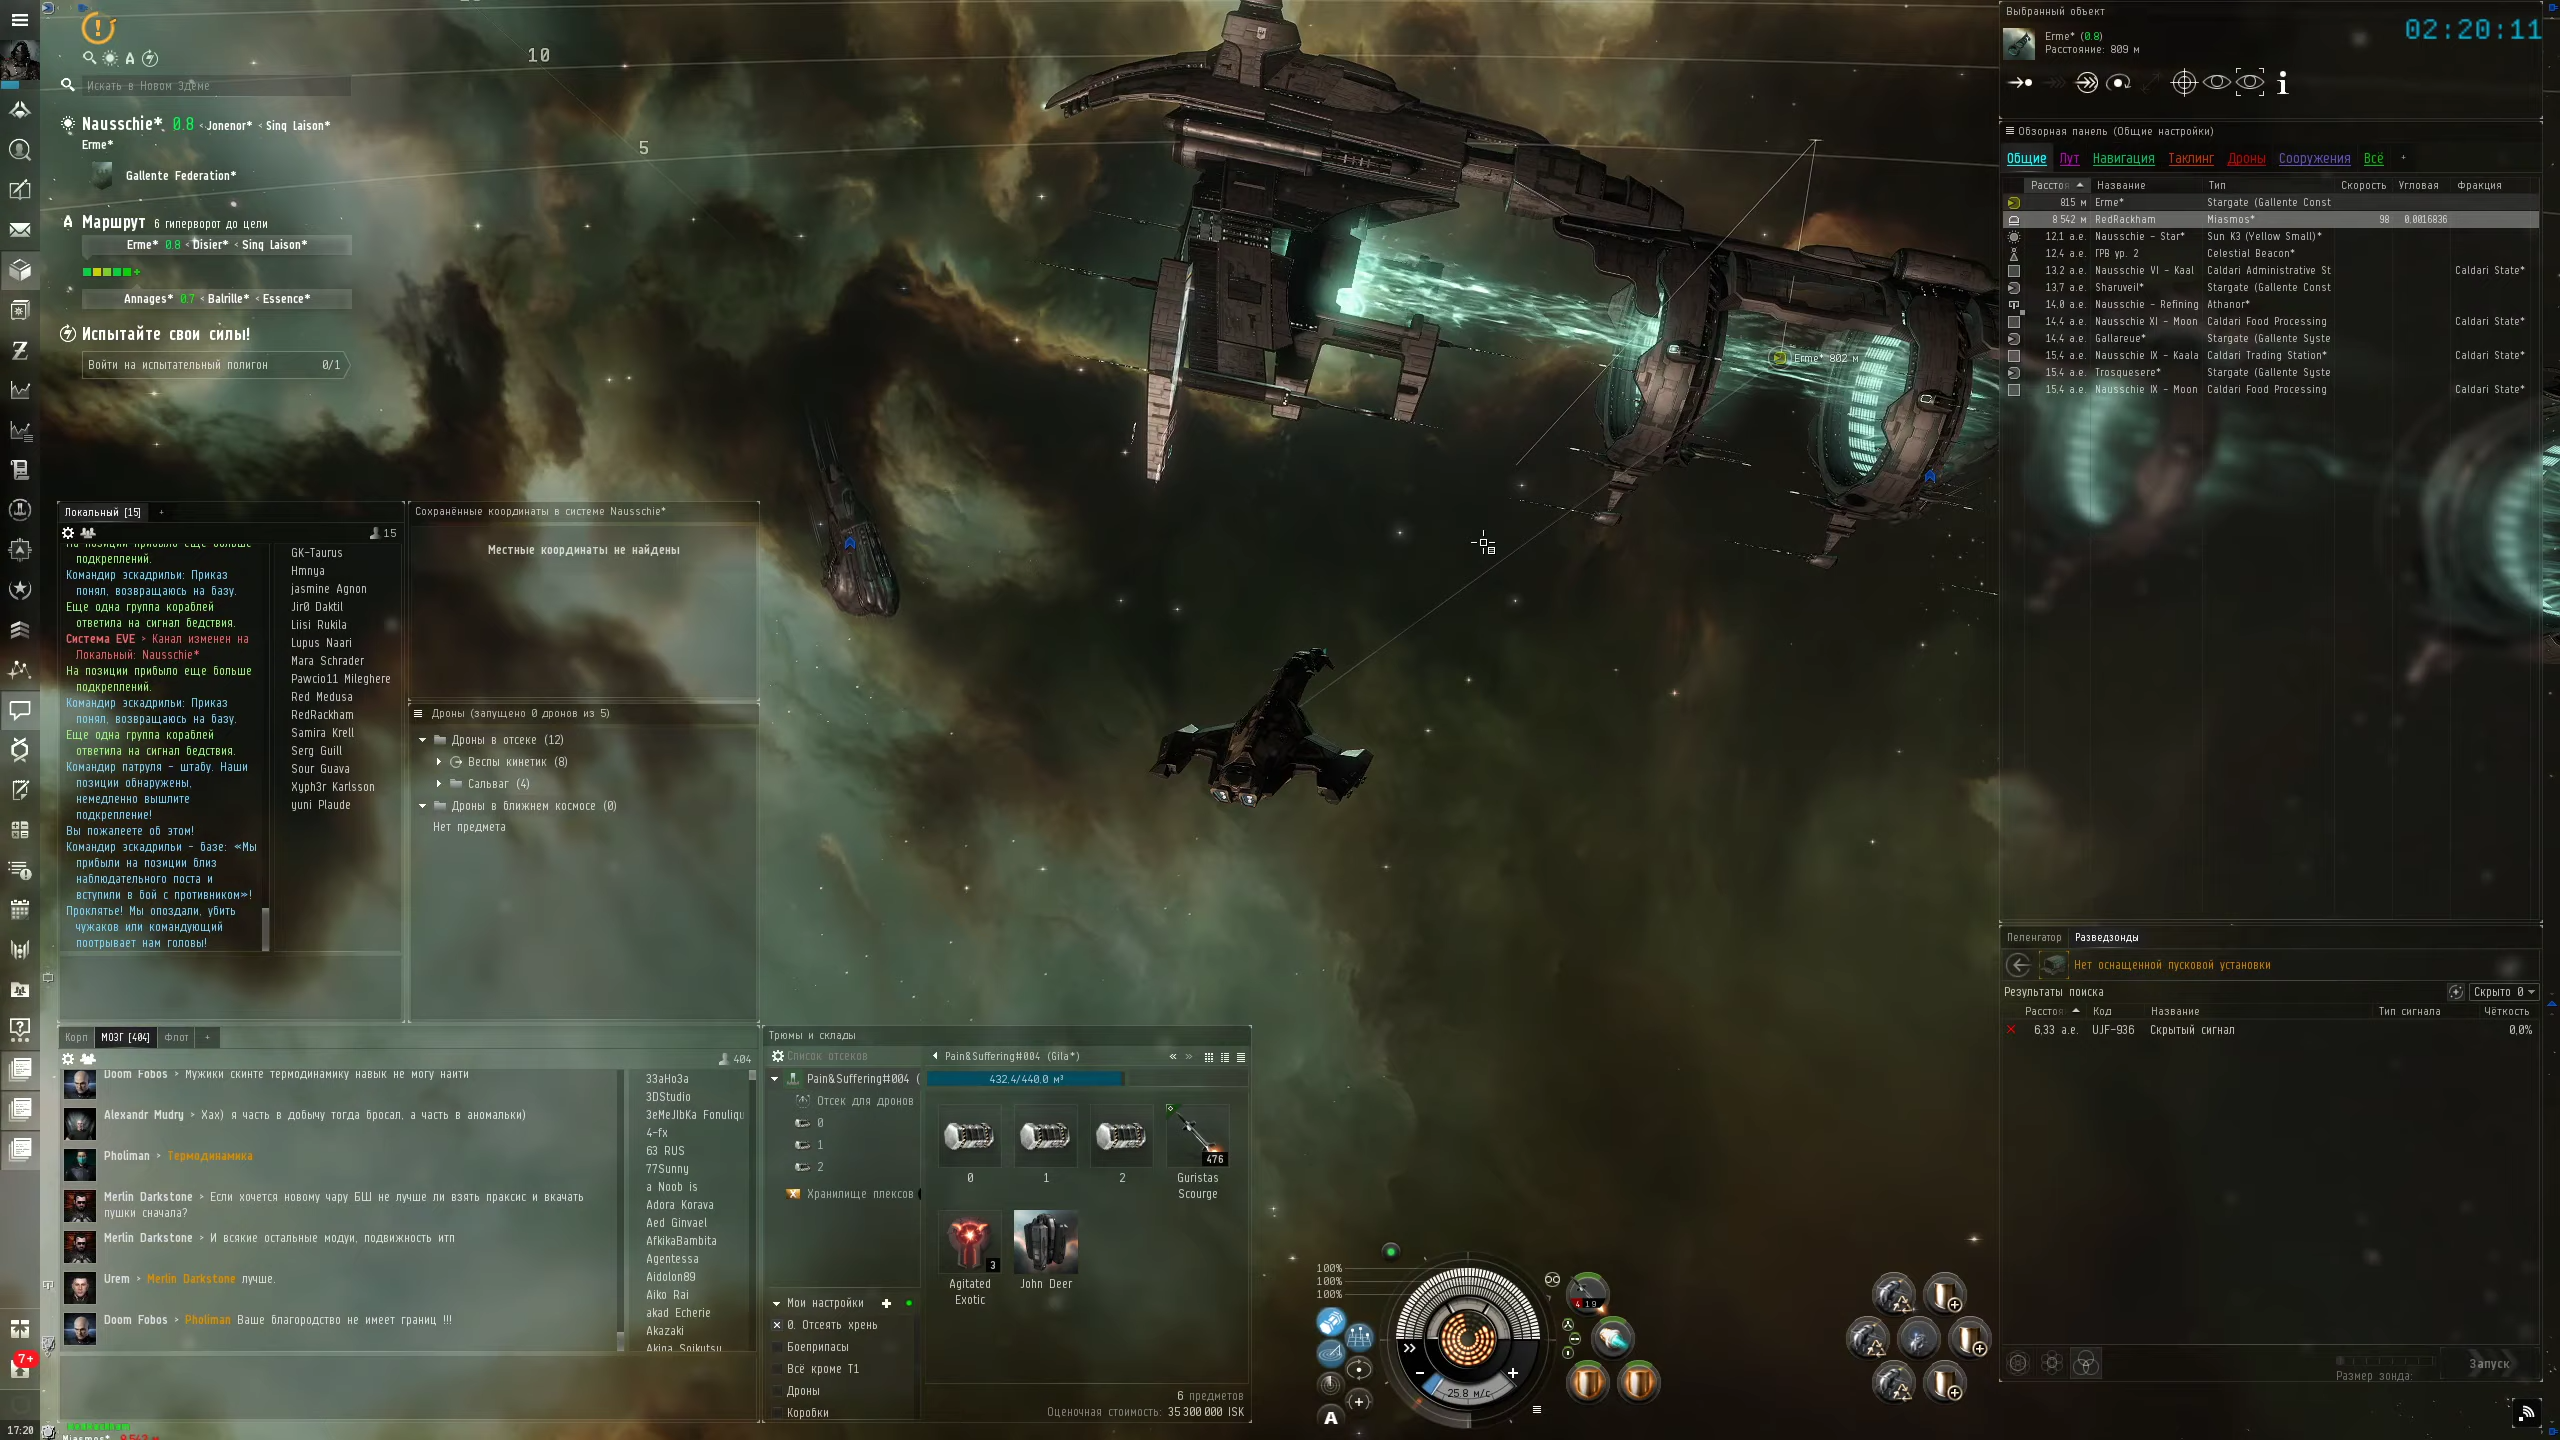 10
5
Искать в Новом Эдеме
Nausschie* 0.8 < Jonenor* < Sinq Laison*
Erme*
Gallente Federation*
Маршрут 6 гиперворот до цели
Erme* 0.8 < Disier* < Sinq Laison*
Annages* 0.7 < Balrille* < Essence*
Испытайте свои силы!
Войти на испытательный полигон 0/1
Erme* 802 м
Выбранный объект
02:20:11
Erme* (0.8)
Расстояние: 809 м
Обзорная панель (Общие настройки)
Общие Лут Навигация Таклинг Дроны Сооружения Всё +
Расстоя Название Тип Скорость Угловая Фракция
815 м Erme* Stargate (Gallente Const
8 542 м RedRackham Miasmos* 98 0,0016836
12,1 а.е. Nausschie - Star* Sun K3 (Yellow Small)*
12,4 а.е. ГРВ ур. 2 Celestial Beacon*
13,2 а.е. Nausschie VI - Kaal Caldari Administrative St Caldari State*
13,7 а.е. Sharuveil* Stargate (Gallente Const
14,0 а.е. Nausschie - Refining Athanor*
14,4 а.е. Nausschie XI - Moon Caldari Food Processing Caldari State*
14,4 а.е. Gallareue* Stargate (Gallente Syste
15,4 а.е. Nausschie IX - Kaala Caldari Trading Station* Caldari State*
15,4 а.е. Trosquesere* Stargate (Gallente Syste
15,4 а.е. Nausschie IX - Moon Caldari Food Processing Caldari State*
Локальный [15] +
15
На позиции прибыло еще больше
подкреплений.
Командир эскадрильи: Приказ
понял, возвращаюсь на базу.
Еще одна группа кораблей
ответила на сигнал бедствия.
Система EVE > Канал изменен на
Локальный: Nausschie*
На позиции прибыло еще больше
подкреплений.
Командир эскадрильи: Приказ
понял, возвращаюсь на базу.
Еще одна группа кораблей
ответила на сигнал бедствия.
Командир патруля - штабу. Наши
позиции обнаружены,
немедленно вышлите
подкрепление!
Вы пожалеете об этом!
Командир эскадрильи - базе: «Мы
прибыли на позиции близ
наблюдательного поста и
вступили в бой с противником»!
Проклятье! Мы опоздали, убить
чужаков или командующий
поотрывает нам головы!
GK-Taurus
Hmnya
jasmine Agnon
Jir0 Daktil
Liisi Rukila
Lupus Naari
Mara Schrader
Pawcio11 Mileghere
Red Medusa
RedRackham
Samira Krell
Serg Guill
Sour Guava
Xyph3r Karlsson
yuni Plaude
Сохранённые координаты в системе Nausschie*
Местные координаты не найдены
Дроны (запущено 0 дронов из 5)
Дроны в отсеке (12)
Веспы кинетик (8)
Сальваг (4)
Дроны в ближнем космосе (0)
Нет предмета
Корп МОЗГ [404] Флот +
404
Doom Fobos > Мужики скинте термодинамику навык не могу найти
Alexandr Mudry > Хах) я часть в добычу тогда бросал, а часть в аномальки)
Pholiman > Термодинамика
Merlin Darkstone > Если хочется новому чару БШ не лучше ли взять праксис и вкачать
пушки сначала?
Merlin Darkstone > И всякие остальные модуи, подвижность итп
Urem > Merlin Darkstone лучше.
Doom Fobos > Pholiman Ваше благородство не имеет границ !!!
33aHo3a
3DStudio
3eMeJIbKa Fonuliqu
4-fx
63 RUS
77Sunny
a Noob is
Adora Korava
Aed Ginvael
AfkikaBambita
Agentessa
Aidolon89
Aiko Rai
akad Echerie
Akazaki
Akiga Soikutsu
Трюмы и склады
Список отсеков
Pain&Suffering#004 (
Отсек для дронов
0
1
2
Хранилище плексов
Pain&Suffering#004 (Gila*)
432,4/440,0 м³
0
1
2
476
Guristas
Scourge
3
Agitated
Exotic
John Deer
Мои настройки
0. Отсеять хрень
Боеприпасы
Всё кроме Т1
Дроны
Коробки
6 предметов
Оценочная стоимость: 35 300 000 ISK
100%
100%
100%
25.8 м/с
A
4 19
Пеленгатор Разведзонды
Нет оснащенной пусковой установки
Результаты поиска
Скрыто 0
Расстоя Код Название Тип сигнала Чёткость
6,33 а.е. UJF-936 Скрытый сигнал 0,0%
Запуск
Размер зонда:
7+
17:20
Miasmos* 8 542 м